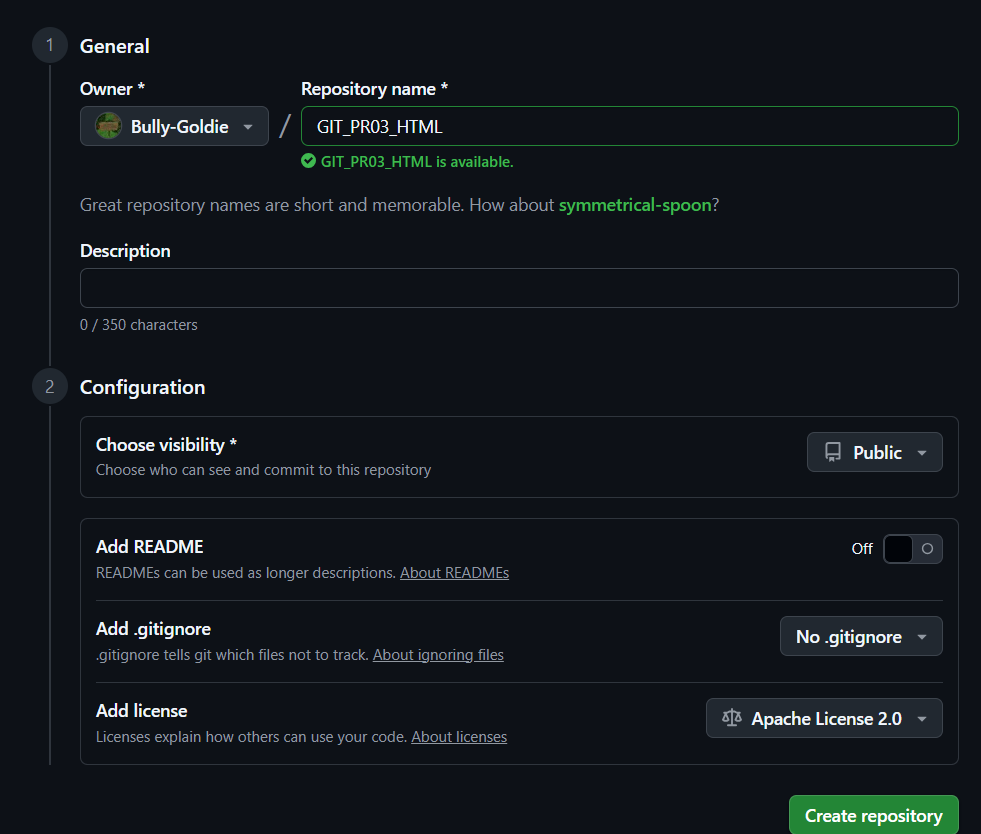 1 General
Owner * Repository name *
Bully-Goldie / GIT_PR03_HTML
GIT_PR03_HTML is available.
Great repository names are short and memorable. How about symmetrical-spoon?
Description
0 / 350 characters
2 Configuration
Choose visibility *
Choose who can see and commit to this repository
Public
Add README
READMEs can be used as longer descriptions. About READMEs
Off
Add .gitignore
.gitignore tells git which files not to track. About ignoring files
No .gitignore
Add license
Licenses explain how others can use your code. About licenses
Apache License 2.0
Create repository